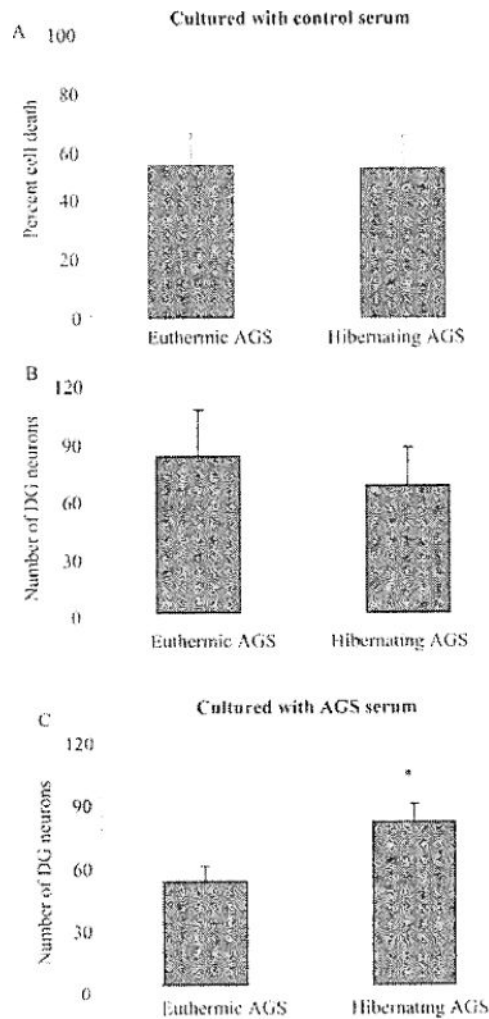 Cultured with control serum
A
100
80
60
40
20
0
Percent cell death
Euthermic AGS Hibernating AGS
B
120
90
60
30
0
Number of DG neurons
Euthermic AGS Hibernating AGS
Cultured with AGS serum
C
120
90
60
30
0
Number of DG neurons
*
Euthermic AGS Hibernating AGS